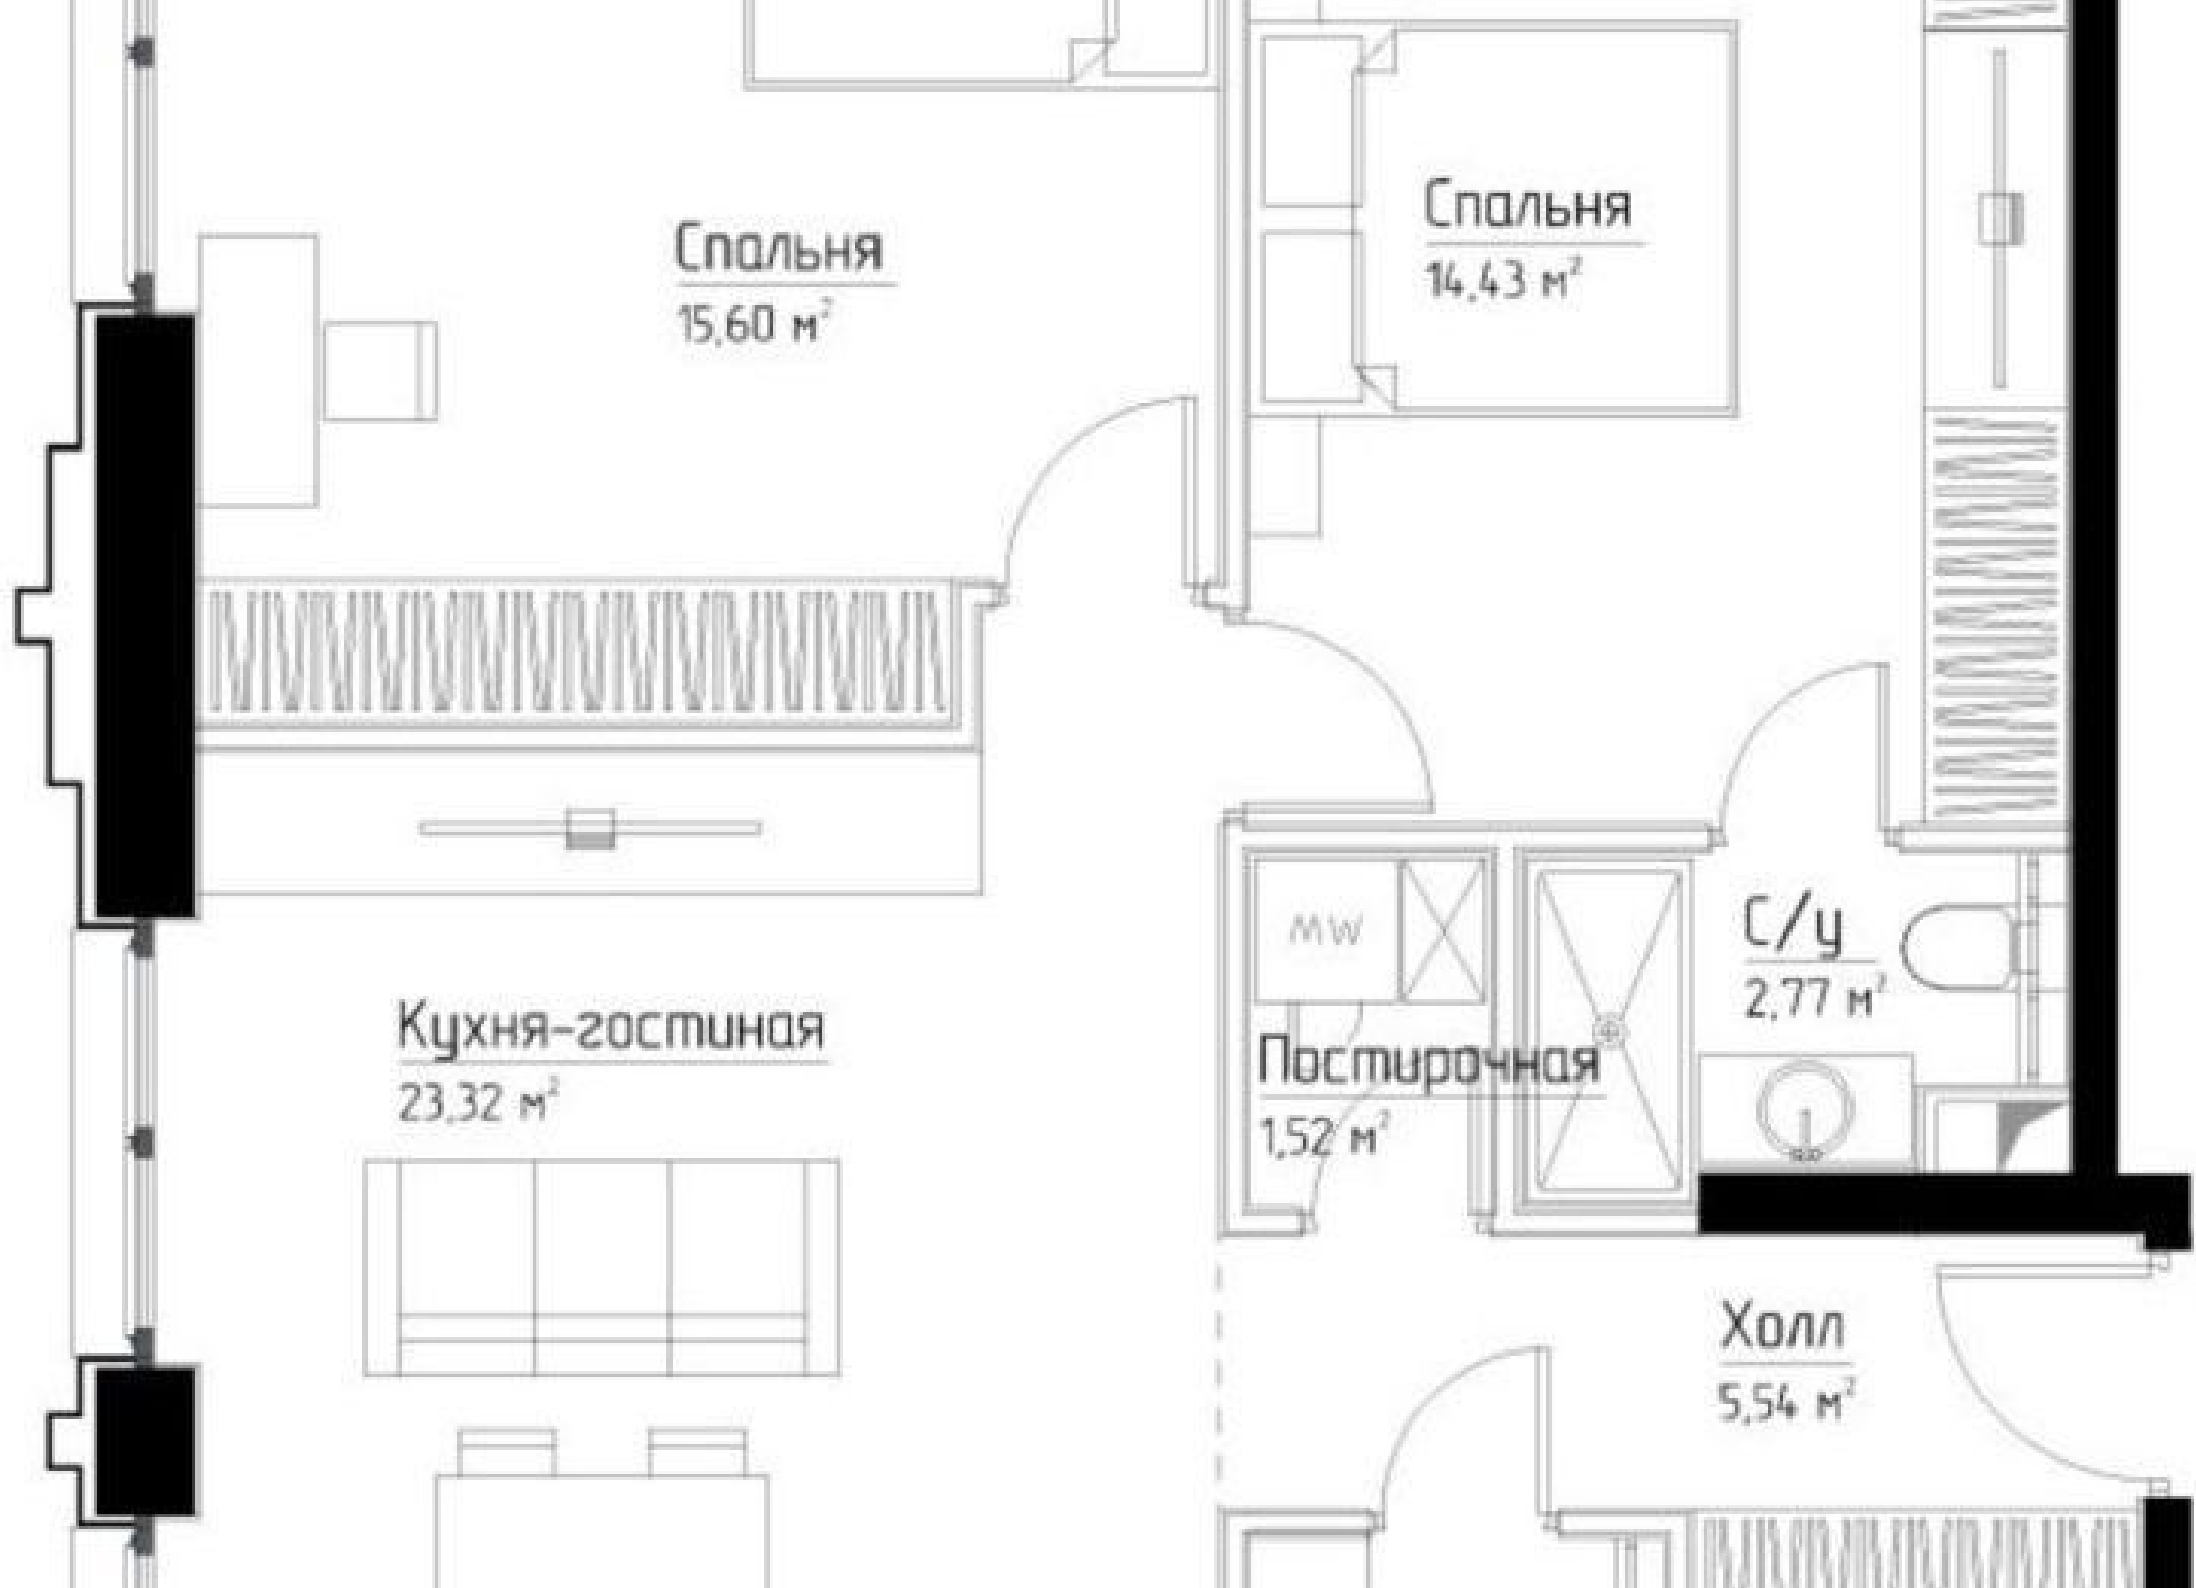 Спальня
15,60 м²
Спальня
14,43 м²
MW
С/у
2,77 м²
Кухня-гостиная
23,32 м²
Постирочная
1,52 м²
Холл
5,54 м²